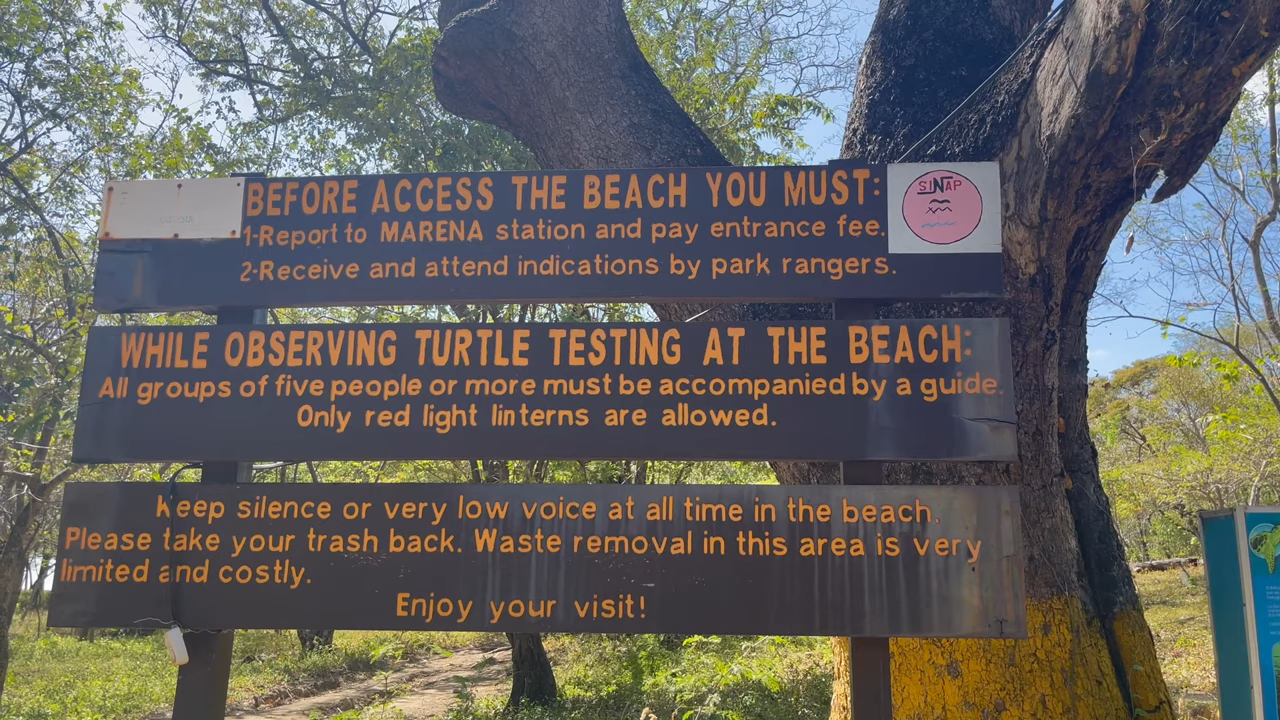 BEFORE ACCESS THE BEACH YOU MUST:
SINAP
1-Report to MARENA station and pay entrance fee.
2-Receive and attend indications by park rangers.
WHILE OBSERVING TURTLE TESTING AT THE BEACH:
All groups of five people or more must be accompanied by a guide.
Only red light linterns are allowed.
Keep silence or very low voice at all time in the beach.
Please take your trash back. Waste removal in this area is very
limited and costly.
Enjoy your visit!